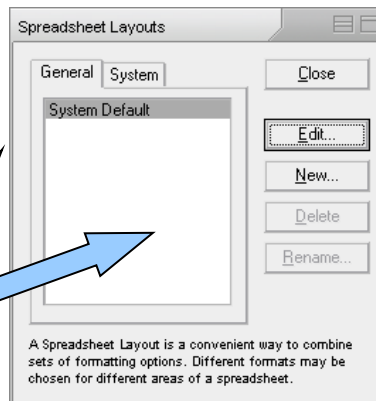 Spreadsheet Layouts
General
System
System Default
Close
Edit...
New...
Delete
Rename...
A Spreadsheet Layout is a convenient way to combine
sets of formatting options. Different formats may be
chosen for different areas of a spreadsheet.